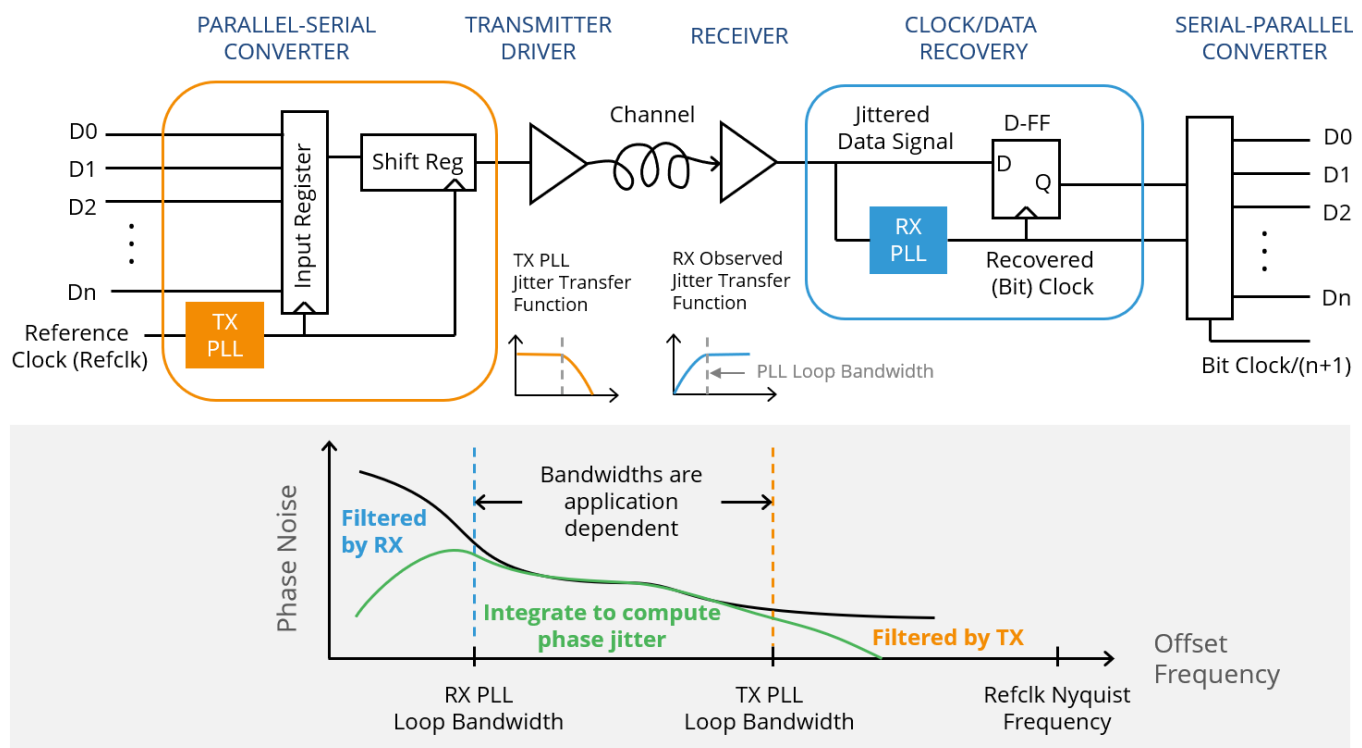 PARALLEL-SERIAL
CONVERTER
TRANSMITTER
DRIVER
RECEIVER
CLOCK/DATA
RECOVERY
SERIAL-PARALLEL
CONVERTER
D0
D1
D2
Dn
Reference
Clock (Refclk)
TX
PLL
Input Register
Shift Reg
Channel
Jittered
Data Signal
D-FF
D
Q
RX
PLL
Recovered
(Bit) Clock
D0
D1
D2
Dn
Bit Clock/(n+1)
TX PLL
Jitter Transfer
Function
RX Observed
Jitter Transfer
Function
PLL Loop Bandwidth
Phase Noise
Filtered
by RX
Bandwidths are
application
dependent
Integrate to compute
phase jitter
Filtered by TX
Offset
Frequency
RX PLL
Loop Bandwidth
TX PLL
Loop Bandwidth
Refclk Nyquist
Frequency